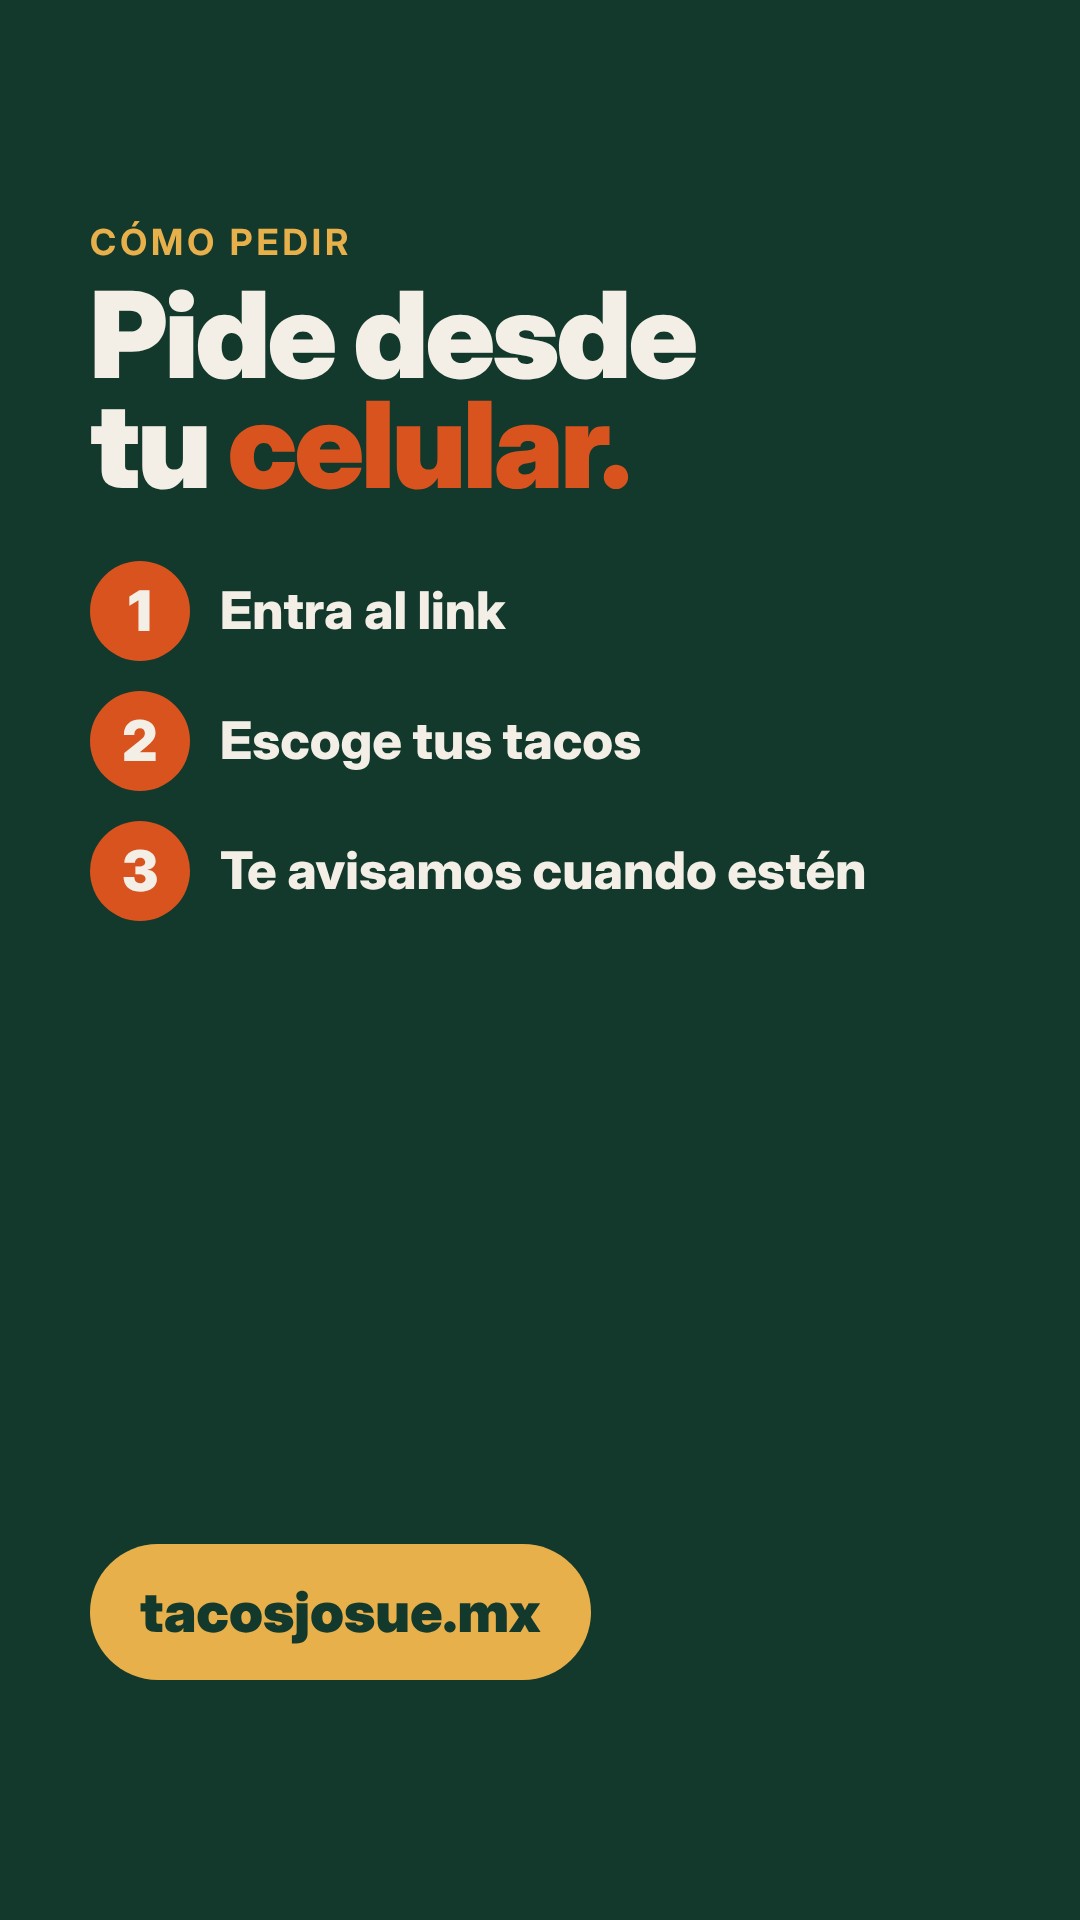 CÓMO PEDIR
Pide desde
tu celular.
1 Entra al link
2 Escoge tus tacos
3 Te avisamos cuando estén
tacosjosue.mx